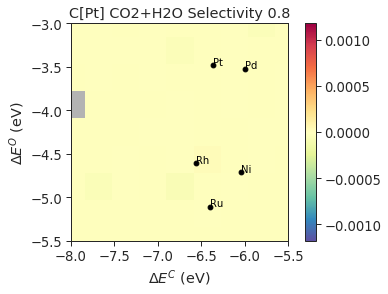 C[Pt] CO2+H2O Selectivity 0.8
−3.0
−3.5
−4.0
−4.5
−5.0
−5.5
ΔE^O (eV)
Pt
Pd
Rh
Ni
Ru
−8.0 −7.5 −7.0 −6.5 −6.0 −5.5
ΔE^C (eV)
0.0010
0.0005
0.0000
−0.0005
−0.0010